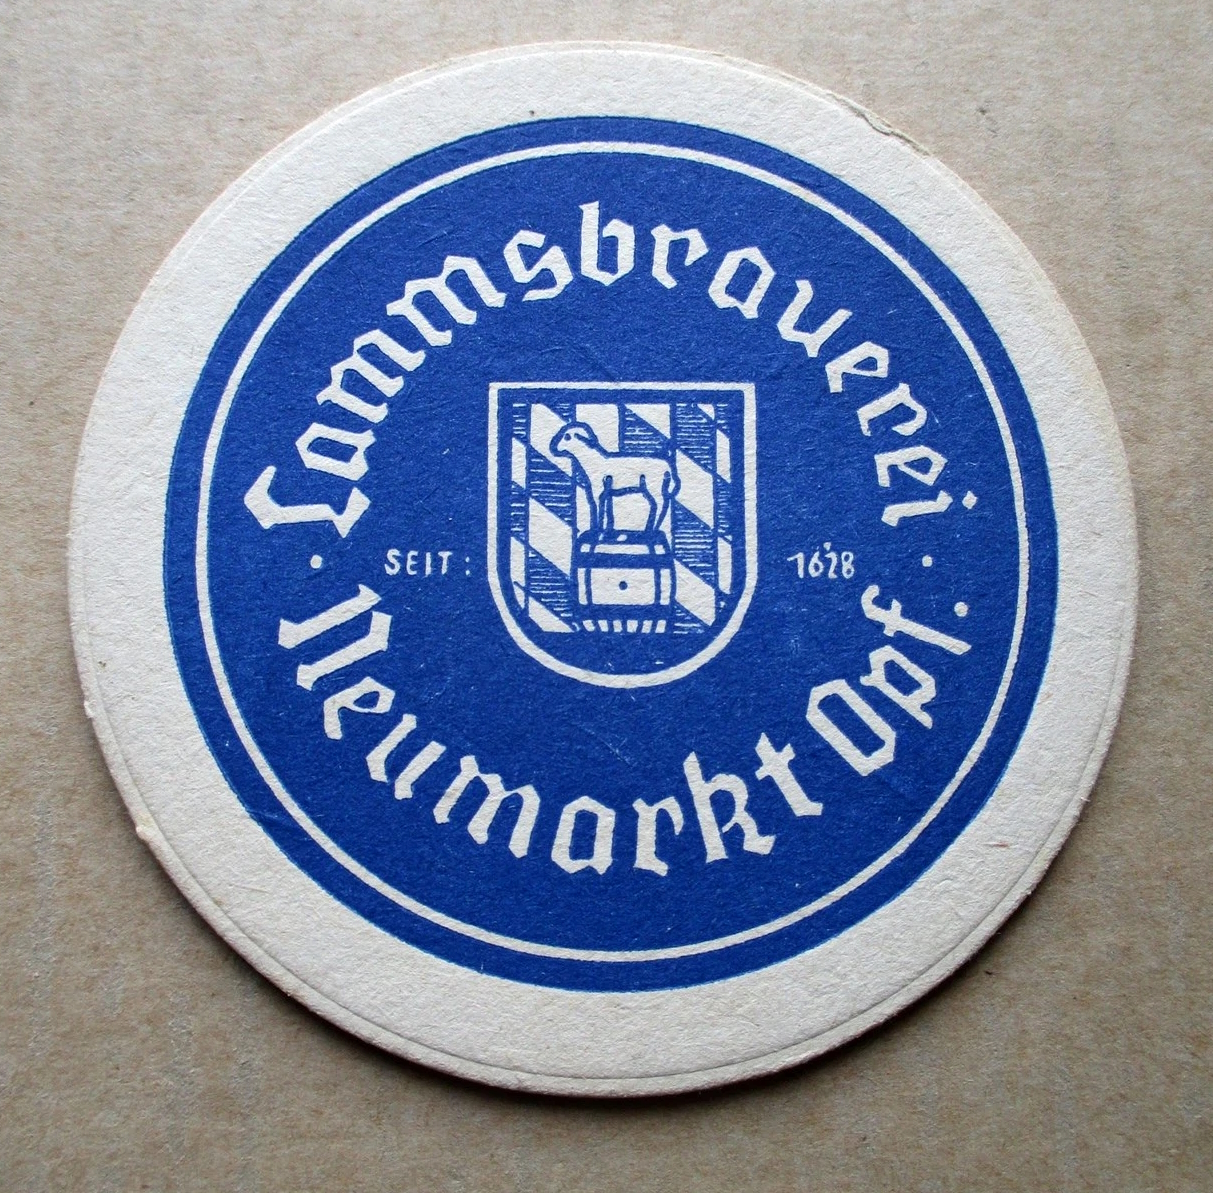 Lammsbrauerei
SEIT: 1628
Neumarkt Opf.